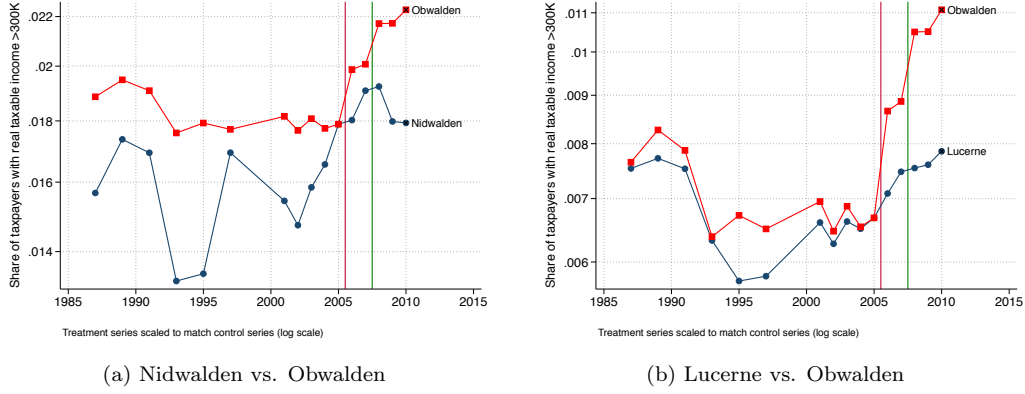 Share of taxpayers with real taxable income >300K
.022
.02
.018
.016
.014
Obwalden
Nidwalden
1985 1990 1995 2000 2005 2010 2015
Treatment series scaled to match control series (log scale)
(a) Nidwalden vs. Obwalden
Share of taxpayers with real taxable income >300K
.011
.01
.009
.008
.007
.006
Obwalden
Lucerne
1985 1990 1995 2000 2005 2010 2015
Treatment series scaled to match control series (log scale)
(b) Lucerne vs. Obwalden